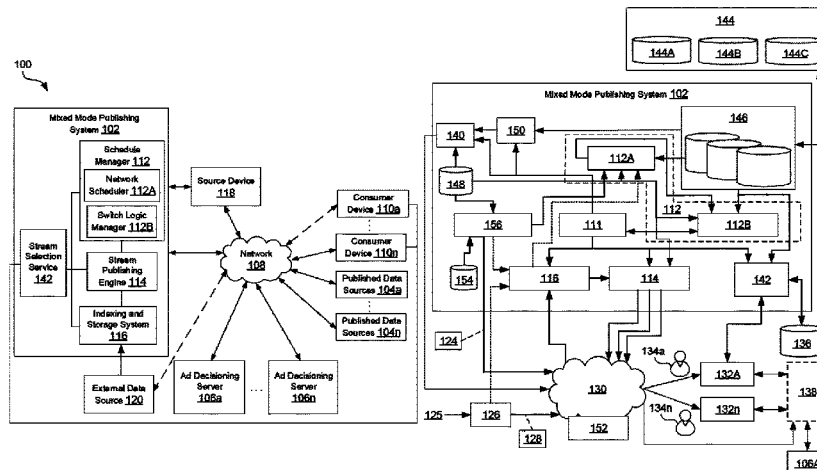 100
Mixed Mode Publishing
System 102
Schedule
Manager 112
Network
Scheduler 112A
Switch Logic
Manager 112B
Stream
Selection
Service
142
Stream
Publishing
Engine
114
Indexing and
Storage System
116
External Data
Source 120
Source Device
118
Network
108
Consumer
Device 110a
Consumer
Device 110n
Published Data
Sources 104a
Published Data
Sources 104n
Ad Decisioning
Server
106a
...
Ad Decisioning
Server
106n
144
144A
144B
144C
Mixed Mode Publishing System 102
140
150
112A
146
148
156
111
112
112B
154
116
114
142
124
136
134a
132A
130
138
125
126
134n
132n
128
152
106A